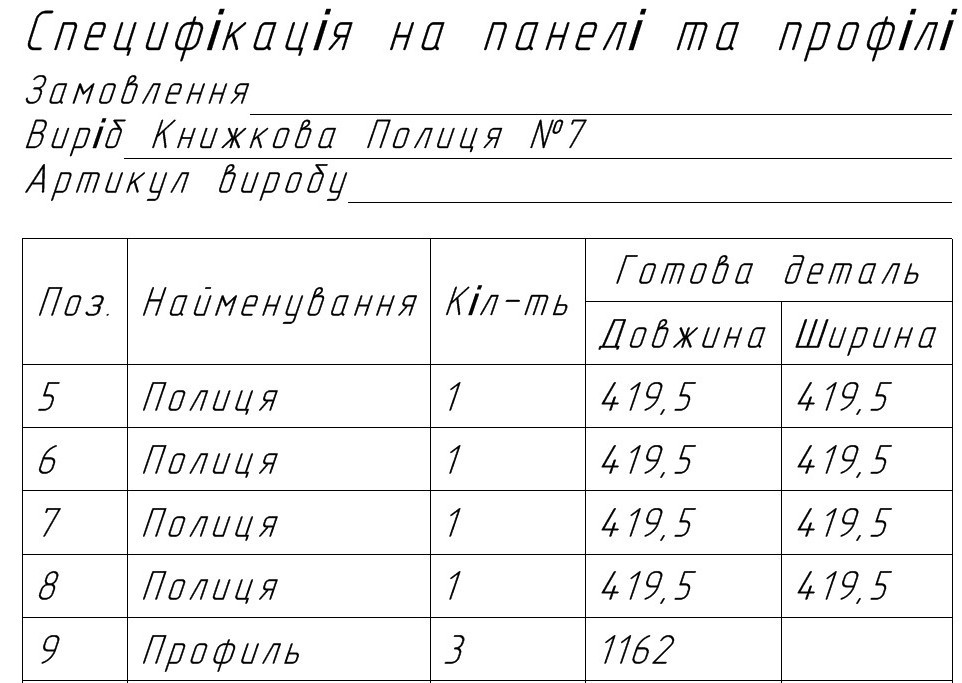 Специфікація на панелі та профілі
Замовлення
Виріб Книжкова Полиця №7
Артикул виробу
Поз. Найменування Кіл-ть Готова деталь
Довжина Ширина
5 Полиця 1 419,5 419,5
6 Полиця 1 419,5 419,5
7 Полиця 1 419,5 419,5
8 Полиця 1 419,5 419,5
9 Профиль 3 1162